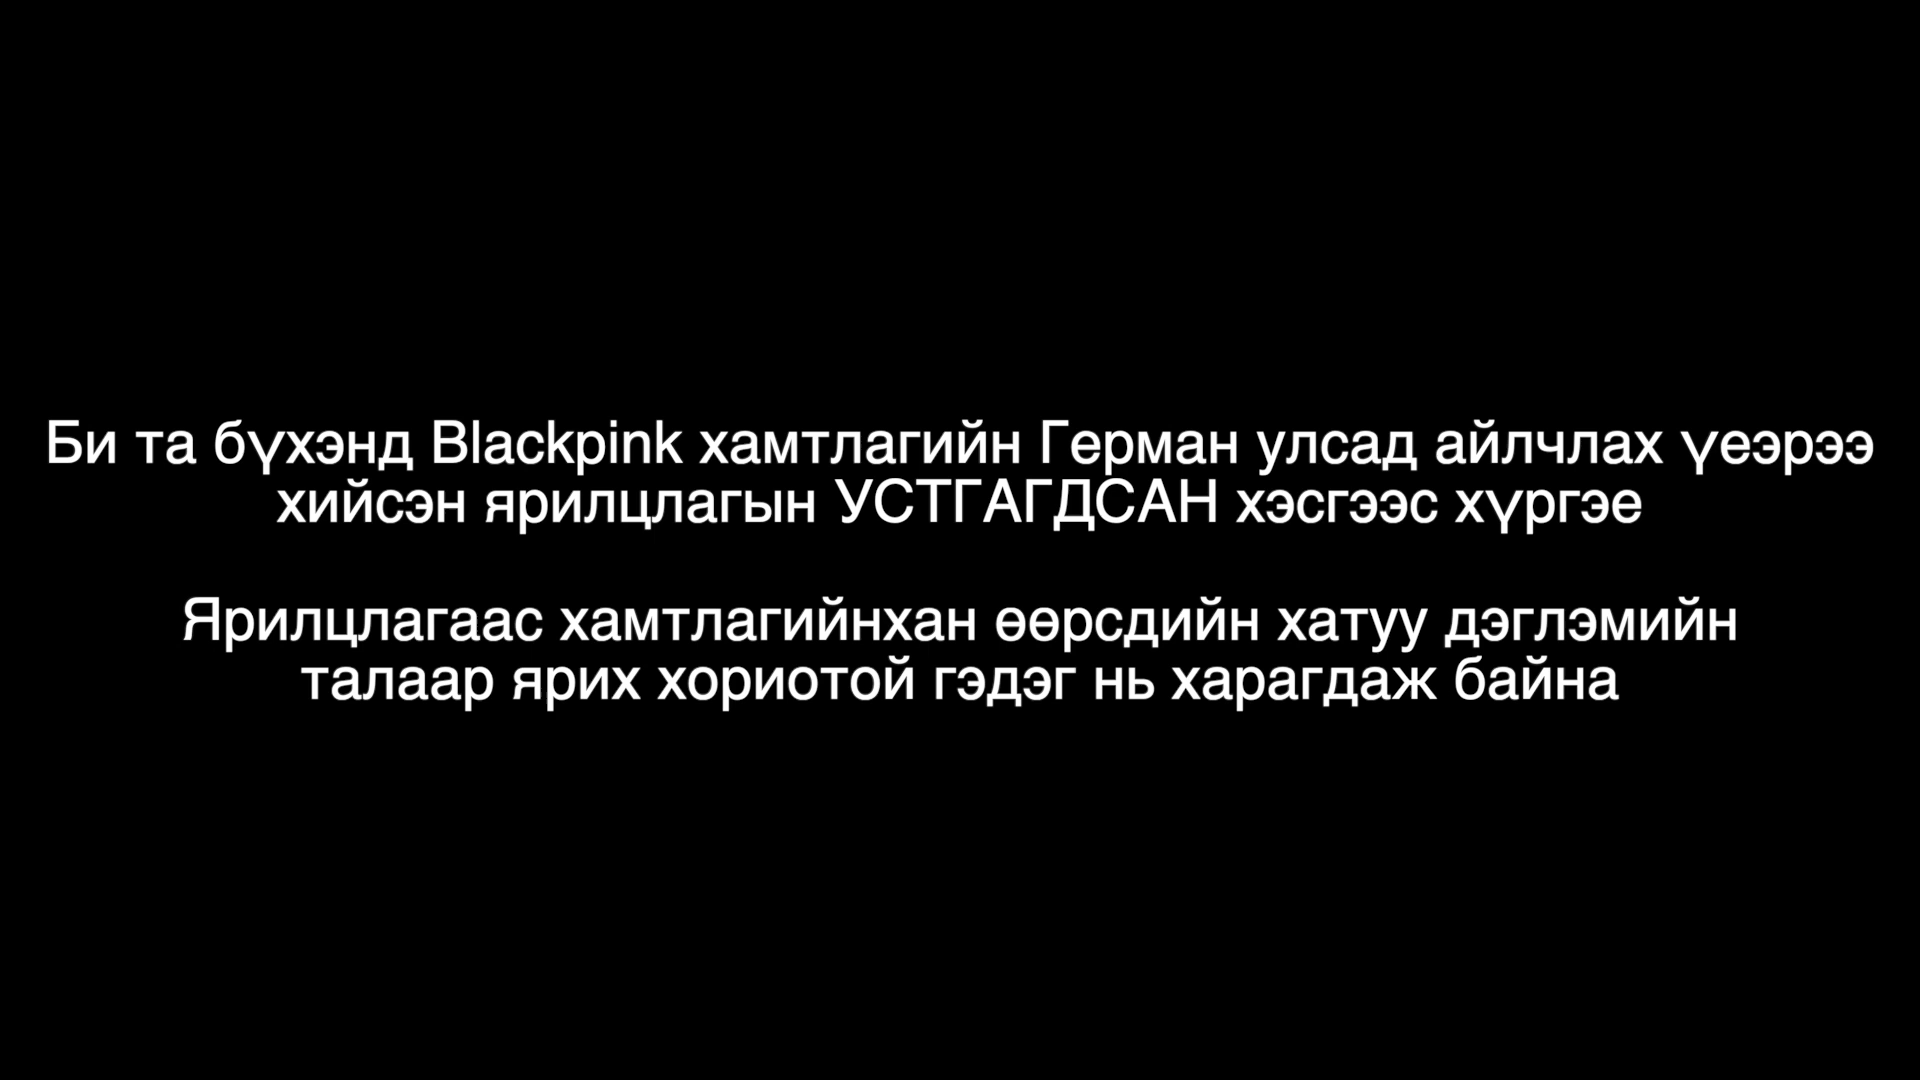 Би та бүхэнд Blackpink хамтлагийн Герман улсад айлчлах үеэрээ
хийсэн ярилцлагын УСТГАГДСАН хэсгээс хүргэе
Ярилцлагаас хамтлагийнхан өөрсдийн хатуу дэглэмийн
талаар ярих хориотой гэдэг нь харагдаж байна